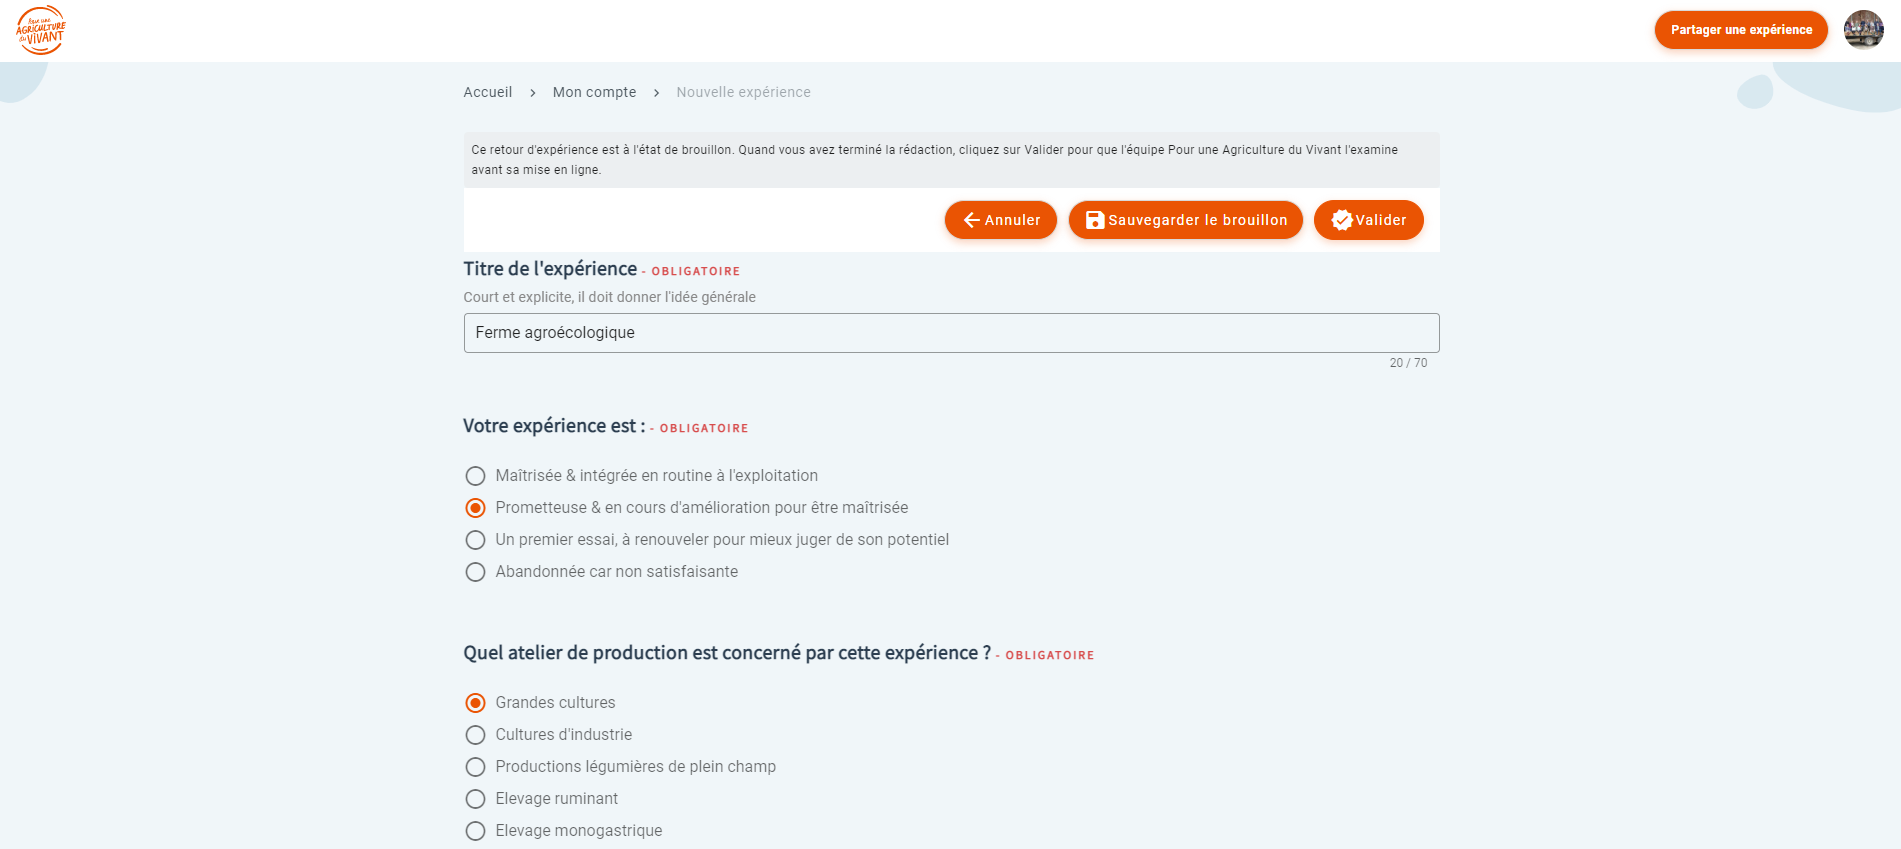 Pour une
AGRICULTURE
du VIVANT
Partager une expérience
Accueil > Mon compte > Nouvelle expérience
Ce retour d'expérience est à l'état de brouillon. Quand vous avez terminé la rédaction, cliquez sur Valider pour que l'équipe Pour une Agriculture du Vivant l'examine
avant sa mise en ligne.
Annuler Sauvegarder le brouillon Valider
Titre de l'expérience - OBLIGATOIRE
Court et explicite, il doit donner l'idée générale
Ferme agroécologique
20 / 70
Votre expérience est : - OBLIGATOIRE
Maîtrisée & intégrée en routine à l'exploitation
Prometteuse & en cours d'amélioration pour être maîtrisée
Un premier essai, à renouveler pour mieux juger de son potentiel
Abandonnée car non satisfaisante
Quel atelier de production est concerné par cette expérience ? - OBLIGATOIRE
Grandes cultures
Cultures d'industrie
Productions légumières de plein champ
Elevage ruminant
Elevage monogastrique